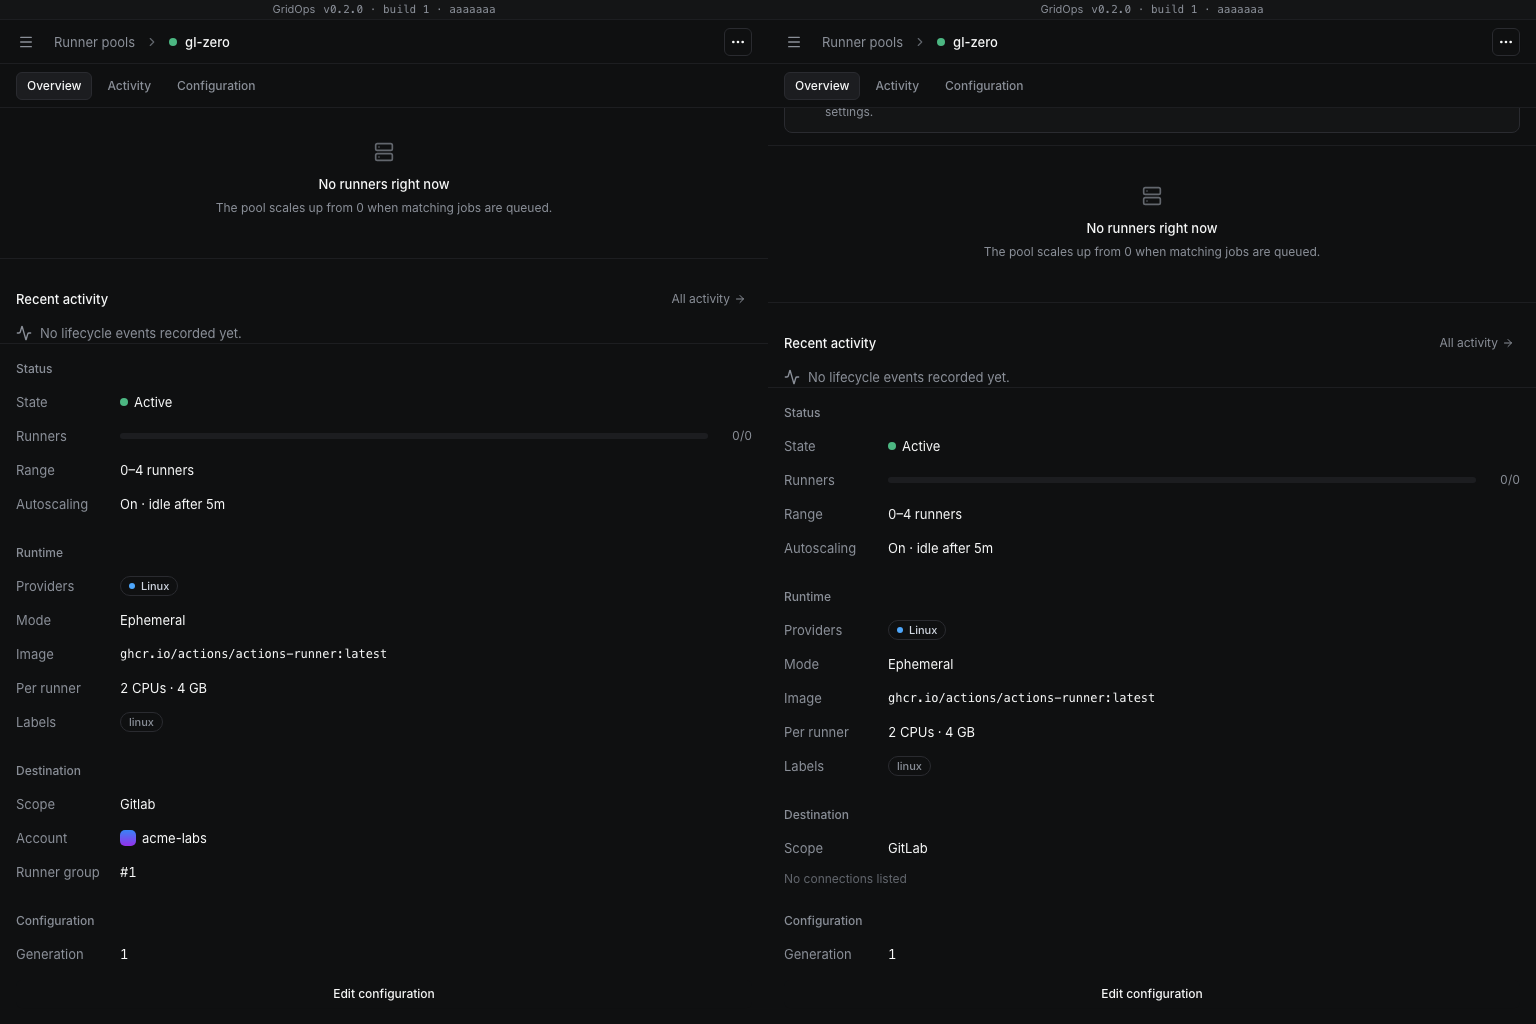 GridOps v0.2.0 · build 1 · aaaaaaa
Runner pools
gl-zero
Overview
Activity
Configuration
No runners right now
The pool scales up from 0 when matching jobs are queued.
Recent activity
All activity →
No lifecycle events recorded yet.
Status
State Active
Runners 0/0
Range 0–4 runners
Autoscaling On · idle after 5m
Runtime
Providers Linux
Mode Ephemeral
Image ghcr.io/actions/actions-runner:latest
Per runner 2 CPUs · 4 GB
Labels linux
Destination
Scope Gitlab
Account acme-labs
Runner group #1
Configuration
Generation 1
Edit configuration
GridOps v0.2.0 · build 1 · aaaaaaa
Runner pools
gl-zero
Overview
Activity
Configuration
settings.
No runners right now
The pool scales up from 0 when matching jobs are queued.
Recent activity
All activity →
No lifecycle events recorded yet.
Status
State Active
Runners 0/0
Range 0–4 runners
Autoscaling On · idle after 5m
Runtime
Providers Linux
Mode Ephemeral
Image ghcr.io/actions/actions-runner:latest
Per runner 2 CPUs · 4 GB
Labels linux
Destination
Scope GitLab
No connections listed
Configuration
Generation 1
Edit configuration